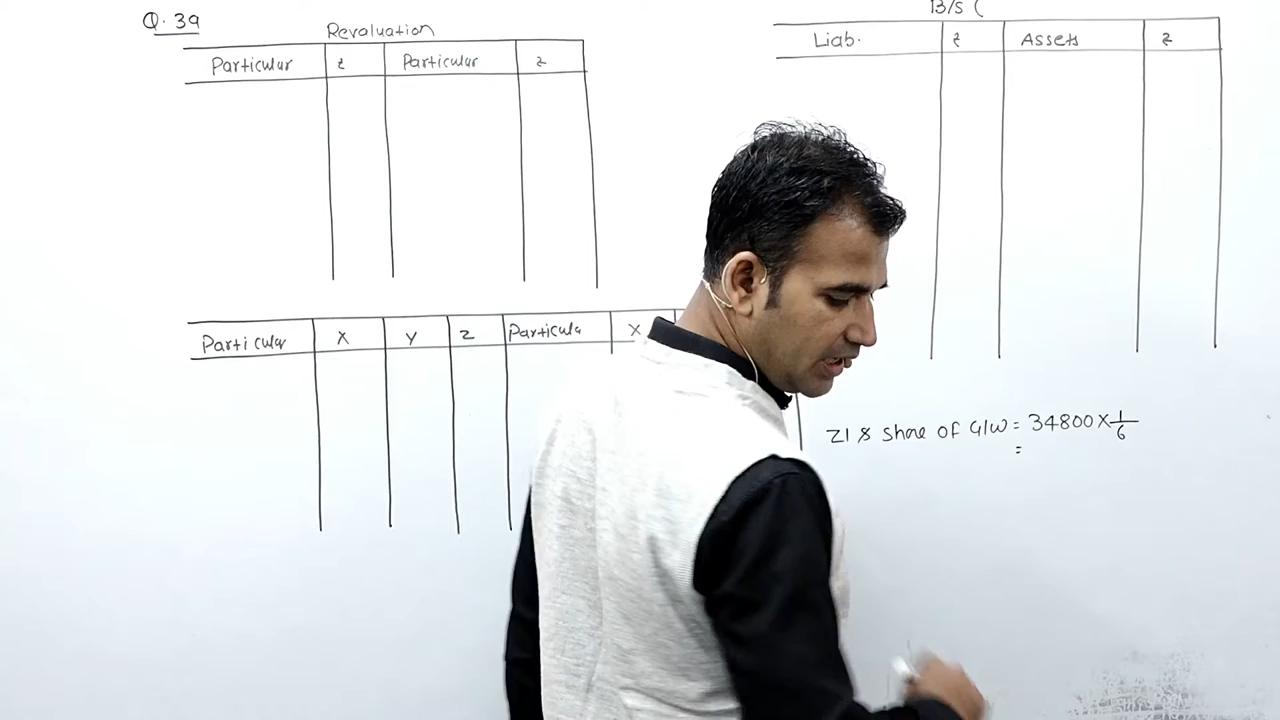 Q. 39
Revaluation
Particular ₹ Particular ₹
B/S (
Liab. ₹ Assets ₹
Particular X Y Z Particula X
Z's share of G/W = 34800 × 1/6
=